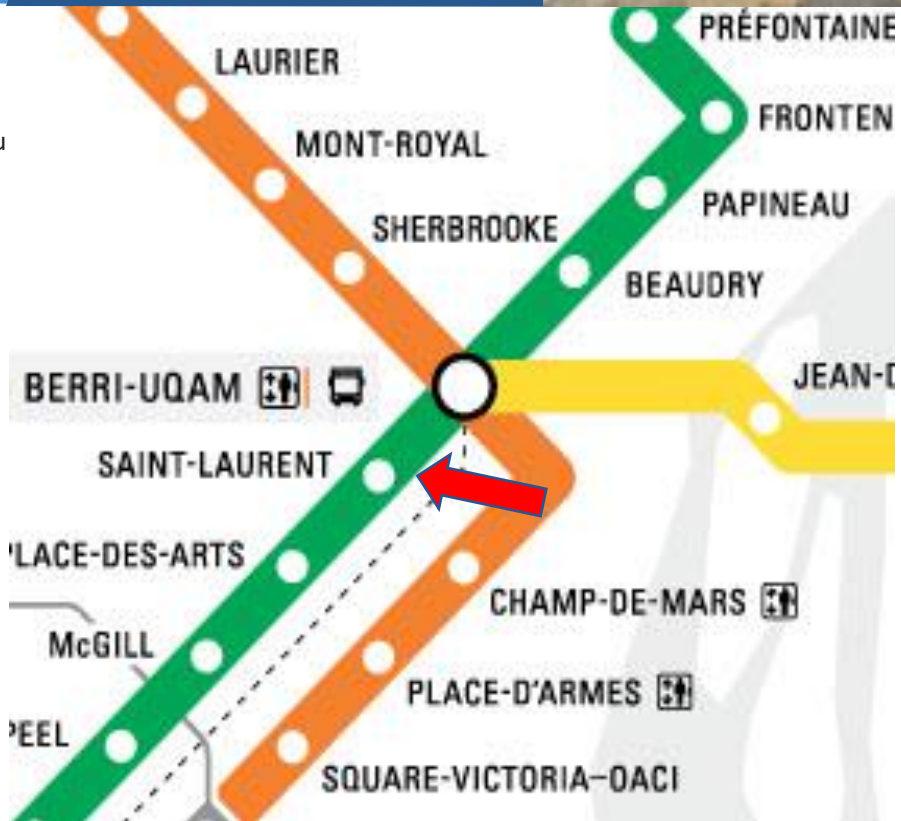 PRÉFONTAINE
LAURIER
FRONTEN
u
MONT-ROYAL
PAPINEAU
SHERBROOKE
BEAUDRY
JEAN-D
BERRI-UQAM
SAINT-LAURENT
LACE-DES-ARTS
CHAMP-DE-MARS
McGILL
PLACE-D'ARMES
PEEL
SQUARE-VICTORIA–OACI